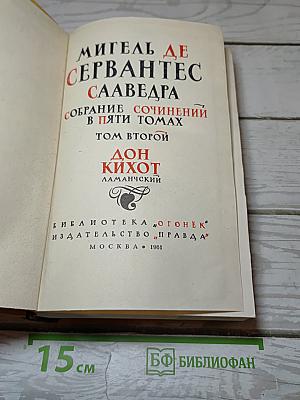 МИГЕЛЬ ДЕ
СЕРВАНТЕС
СААВЕДРА
СОБРАНИЕ СОЧИНЕНИЙ
В ПЯТИ ТОМАХ
ТОМ ВТОРОЙ
ДОН
КИХОТ
ЛАМАНЧСКИЙ
БИБЛИОТЕКА „ОГОНЁК“
ИЗДАТЕЛЬСТВО „ПРАВДА“
МОСКВА • 1961
15 см
БФ БИБЛИОФАН